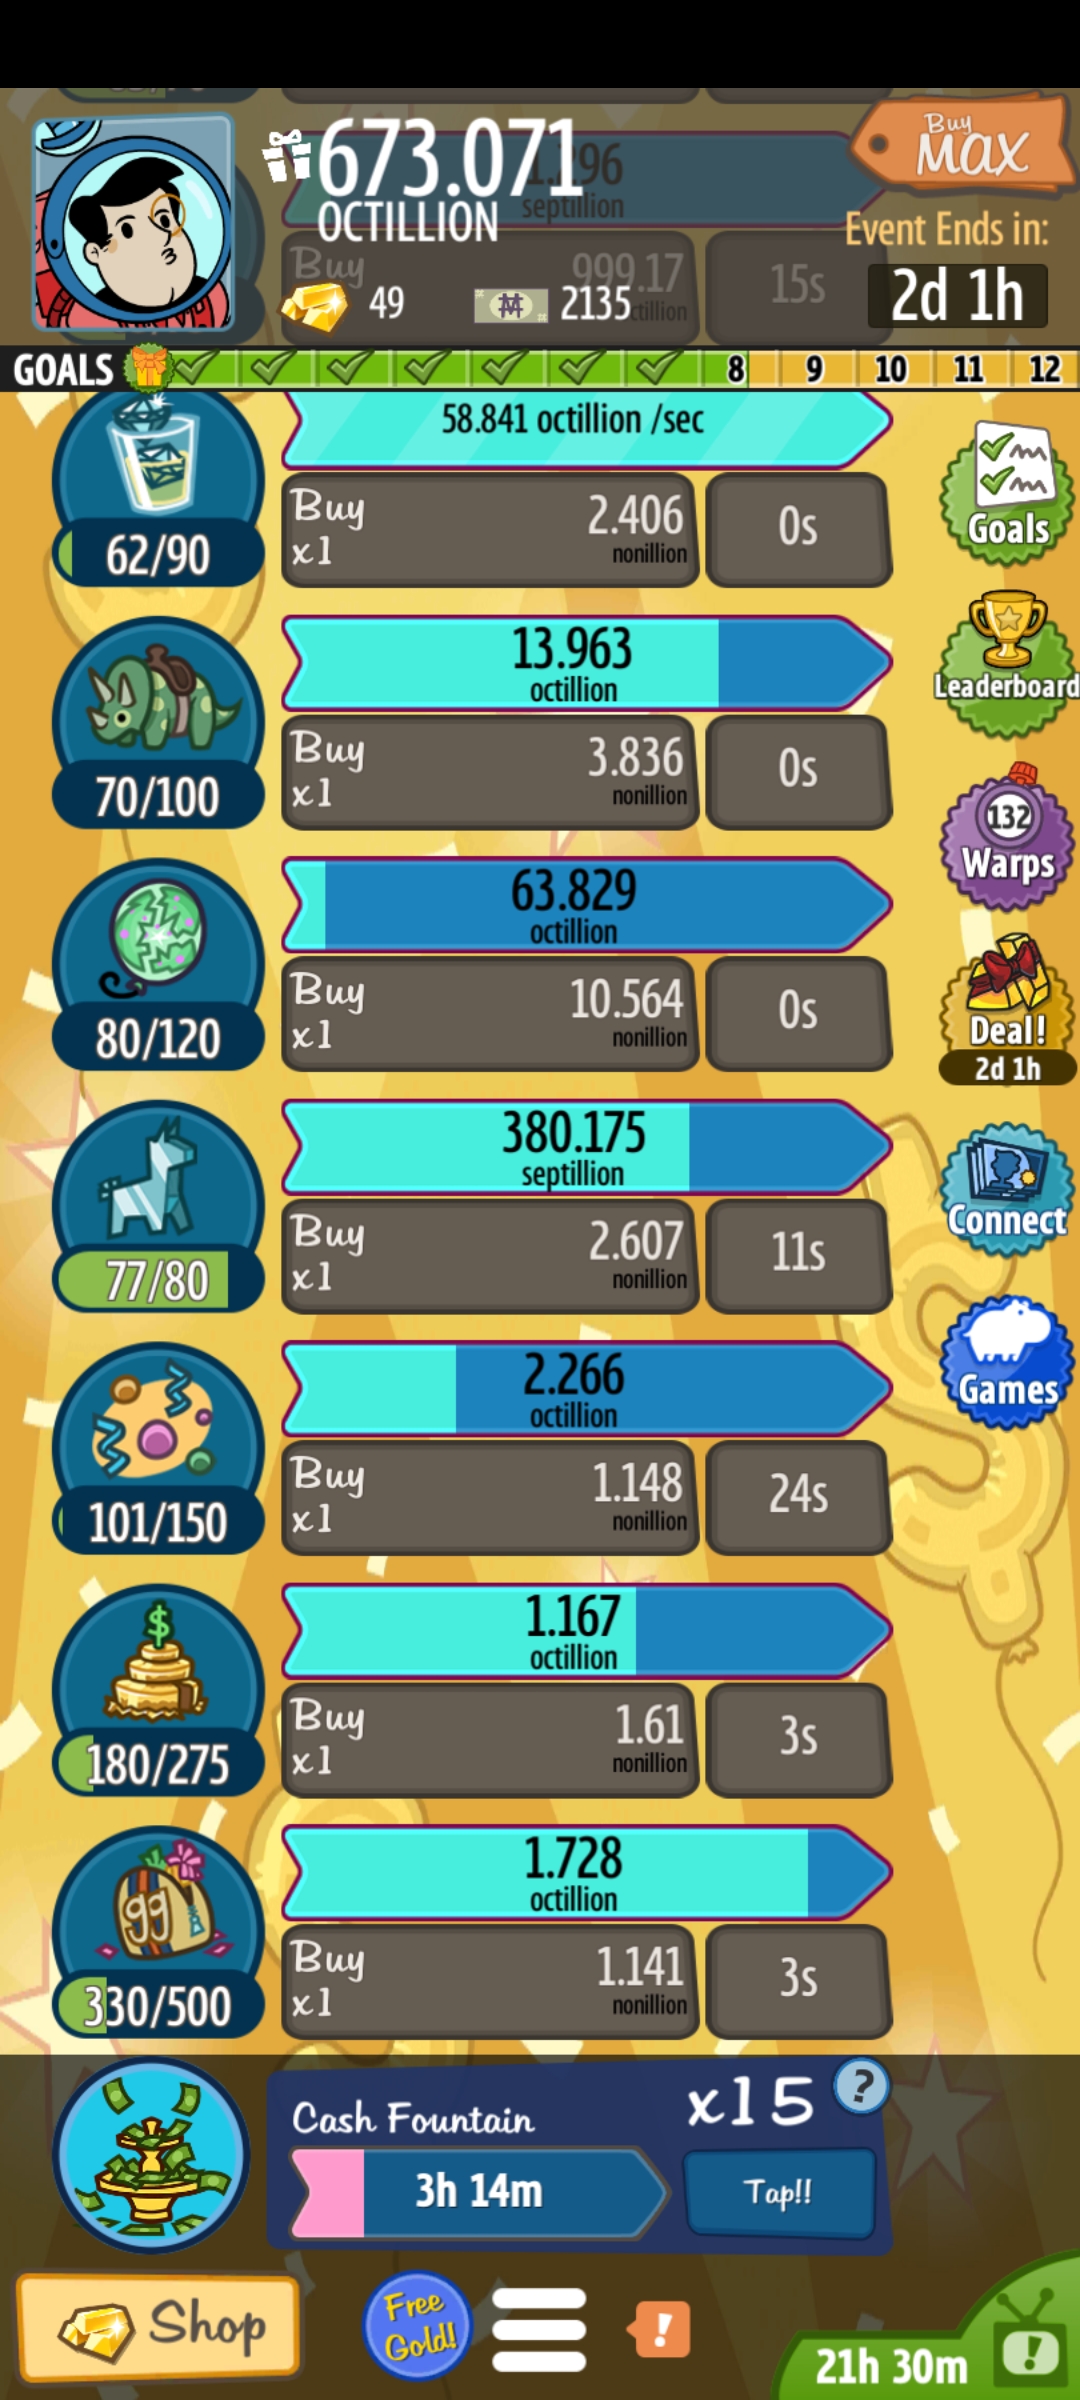 673.071
OCTILLION
1.296
septillion
Buy
MAX
Event Ends in:
2d 1h
Buy
999.17
15s
49
2135
GOALS 8 9 10 11 12
58.841 octillion /sec
62/90
Buy
x1
2.406
nonillion
0s
Goals
13.963
octillion
70/100
Buy
x1
3.836
nonillion
0s
Leaderboard
63.829
octillion
80/120
Buy
x1
10.564
nonillion
0s
132
Warps
Deal!
2d 1h
380.175
septillion
77/80
Buy
x1
2.607
nonillion
11s
Connect
2.266
octillion
101/150
Buy
x1
1.148
nonillion
24s
Games
$
1.167
octillion
180/275
Buy
x1
1.61
nonillion
3s
gg
1.728
octillion
330/500
Buy
x1
1.141
nonillion
3s
Cash Fountain
x15
?
3h 14m
Tap!!
Shop
Free
Gold!
!
21h 30m
!